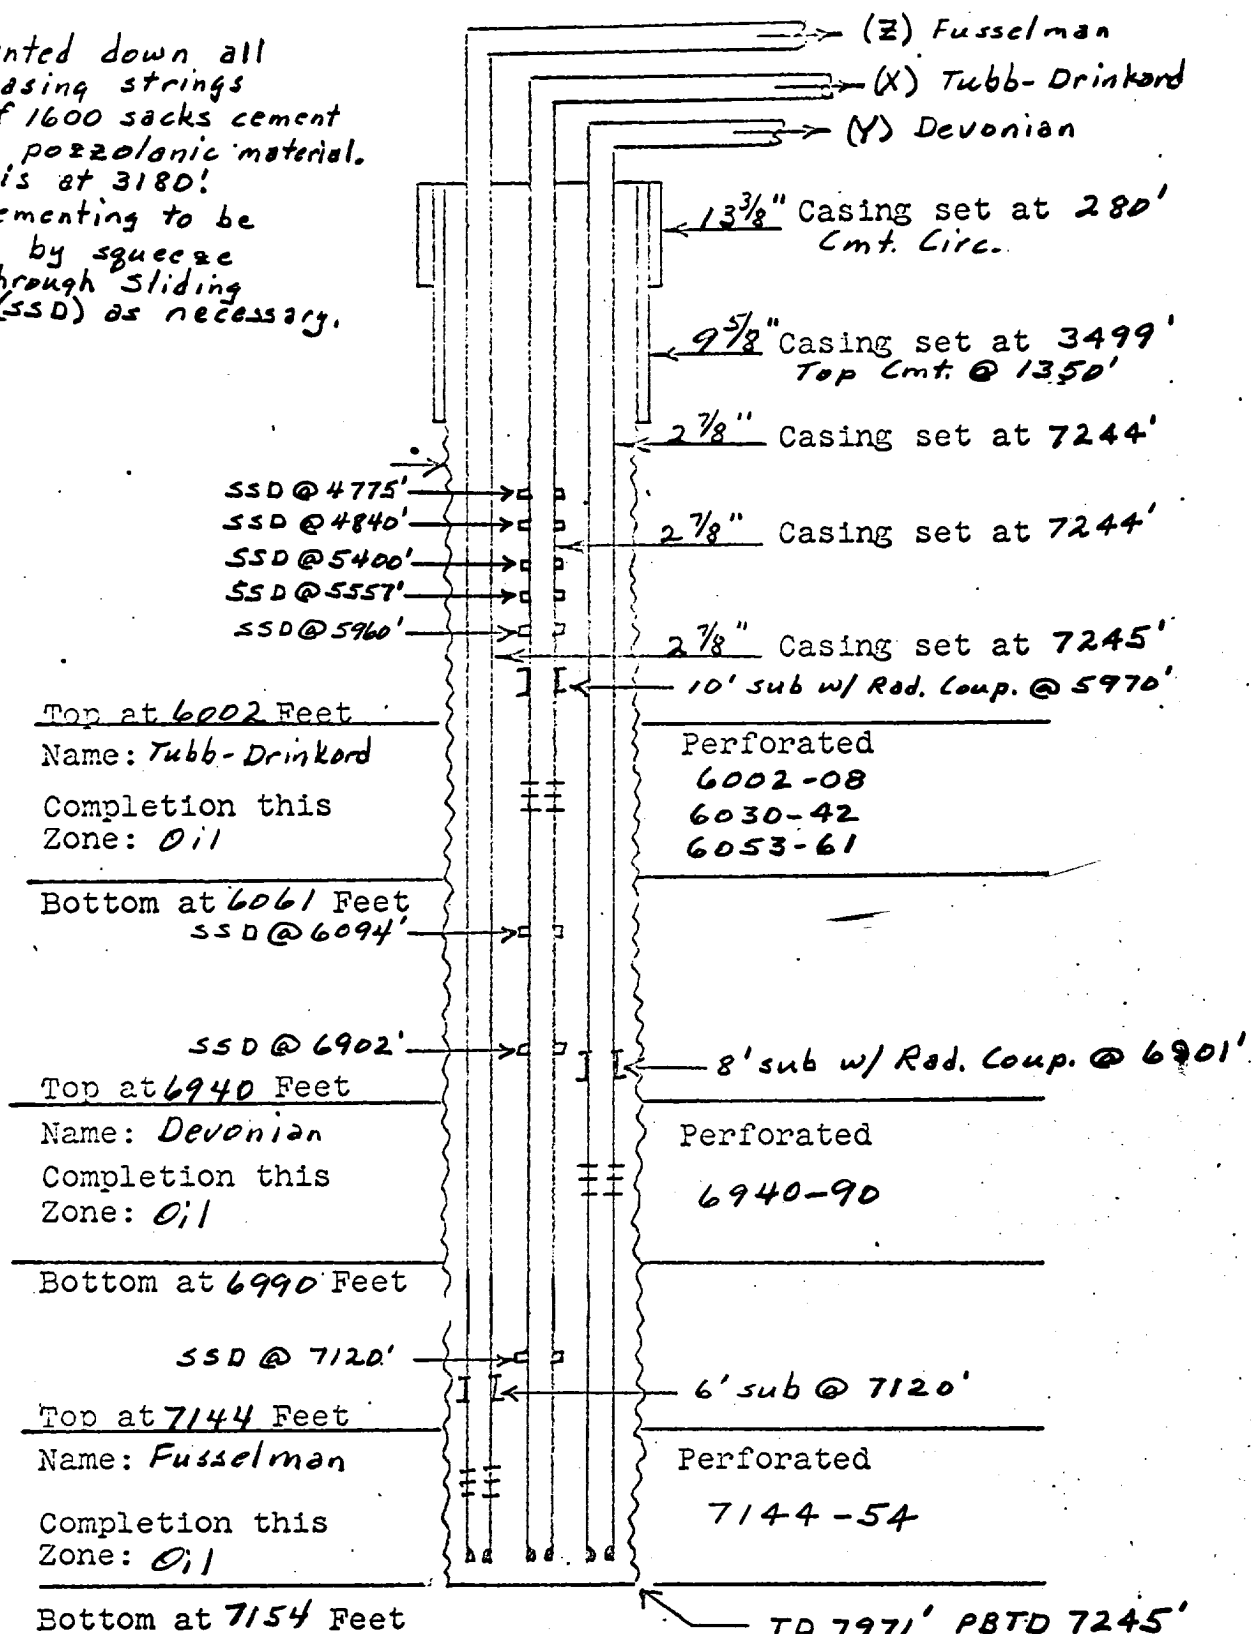 nted down all
asing strings
f 1600 sacks cement
pozzolanic material.
is at 3180'.
ementing to be
by squeeze
hrough Sliding
(SSD) as necessary.
(Z) Fusselman
(X) Tubb-Drinkard
(Y) Devonian
13 3/8" Casing set at 280'
Cmt. Circ.
9 5/8" Casing set at 3499'
Top Cmt. @ 1350'
2 7/8" Casing set at 7244'
SSD @ 4775'
SSD @ 4840'
2 7/8" Casing set at 7244'
SSD @ 5400'
SSD @ 5557'
SSD @ 5960'
2 7/8" Casing set at 7245'
10' sub w/ Rad. Coup. @ 5970'
Top at 6002 Feet
Name: Tubb-Drinkard
Perforated
6002-08
Completion this
6030-42
Zone: Oil
6053-61
Bottom at 6061 Feet
SSD @ 6094'
SSD @ 6902'
8' sub w/ Rad. Coup. @ 6901'
Top at 6940 Feet
Name: Devonian
Perforated
Completion this
6940-90
Zone: Oil
Bottom at 6990 Feet
SSD @ 7120'
6' sub @ 7120'
Top at 7144 Feet
Name: Fusselman
Perforated
7144-54
Completion this
Zone: Oil
Bottom at 7154 Feet
TD 7971' PBTD 7245'